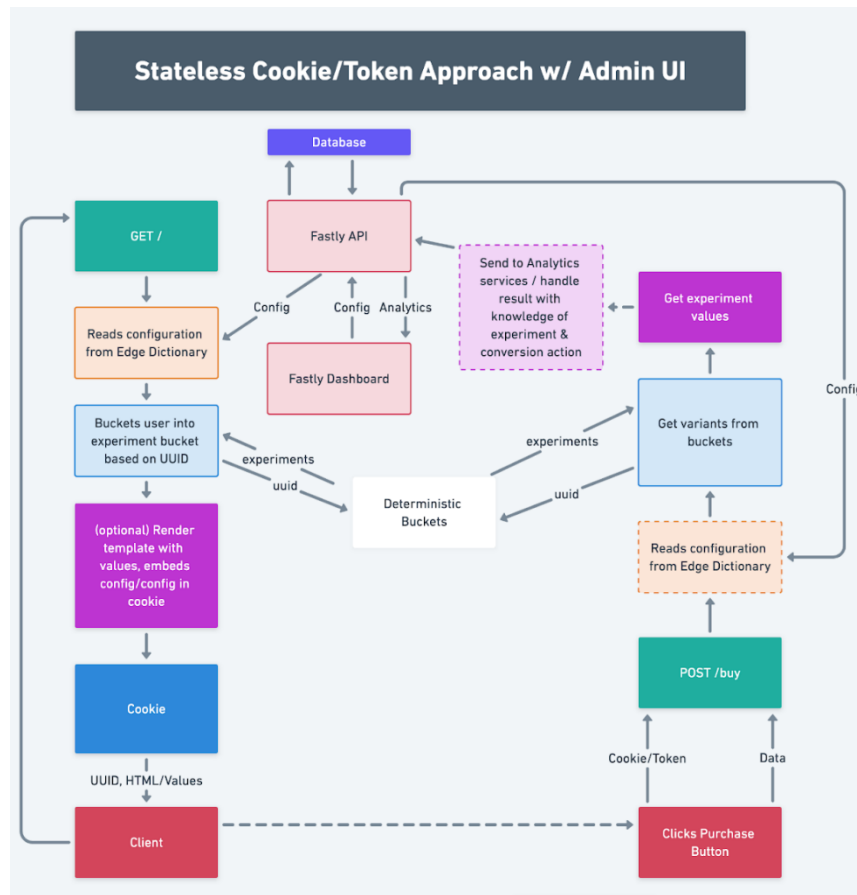 Stateless Cookie/Token Approach w/ Admin UI
Database
GET /
Fastly API
Send to Analytics
services / handle
result with
knowledge of
experiment &
conversion action
Get experiment
values
Config
Config
Analytics
Reads configuration
from Edge Dictionary
Fastly Dashboard
Config
Buckets user into
experiment bucket
based on UUID
experiments
uuid
Deterministic
Buckets
experiments
uuid
Get variants from
buckets
(optional) Render
template with
values, embeds
config/config in
cookie
Reads configuration
from Edge Dictionary
Cookie
POST /buy
UUID, HTML/Values
Cookie/Token
Data
Client
Clicks Purchase
Button